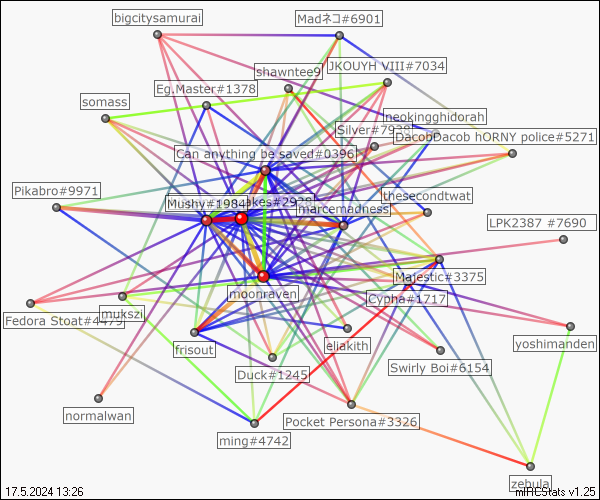 bigcitysamurai
Madネコ#6901
JKOUYH VIII#7034
shawntee9
Eg.Master#1378
somass
neokingghidorah
Silver#7938
DacobDacob hORNY police#5271
Can anything be saved#0396
Pikabro#9971
Mushy#1984
akes#2928
marcemadness
thesecondtwat
LPK2387 #7690
Majestic#3375
moonraven
Cypha#1717
Fedora Stoat#4479
mukszi
frisout
eliakith
yoshimanden
Duck#1245
Swirly Boi#6154
normalwan
Pocket Persona#3326
ming#4742
zehula
17.5.2024 13:26
mIRCStats v1.25